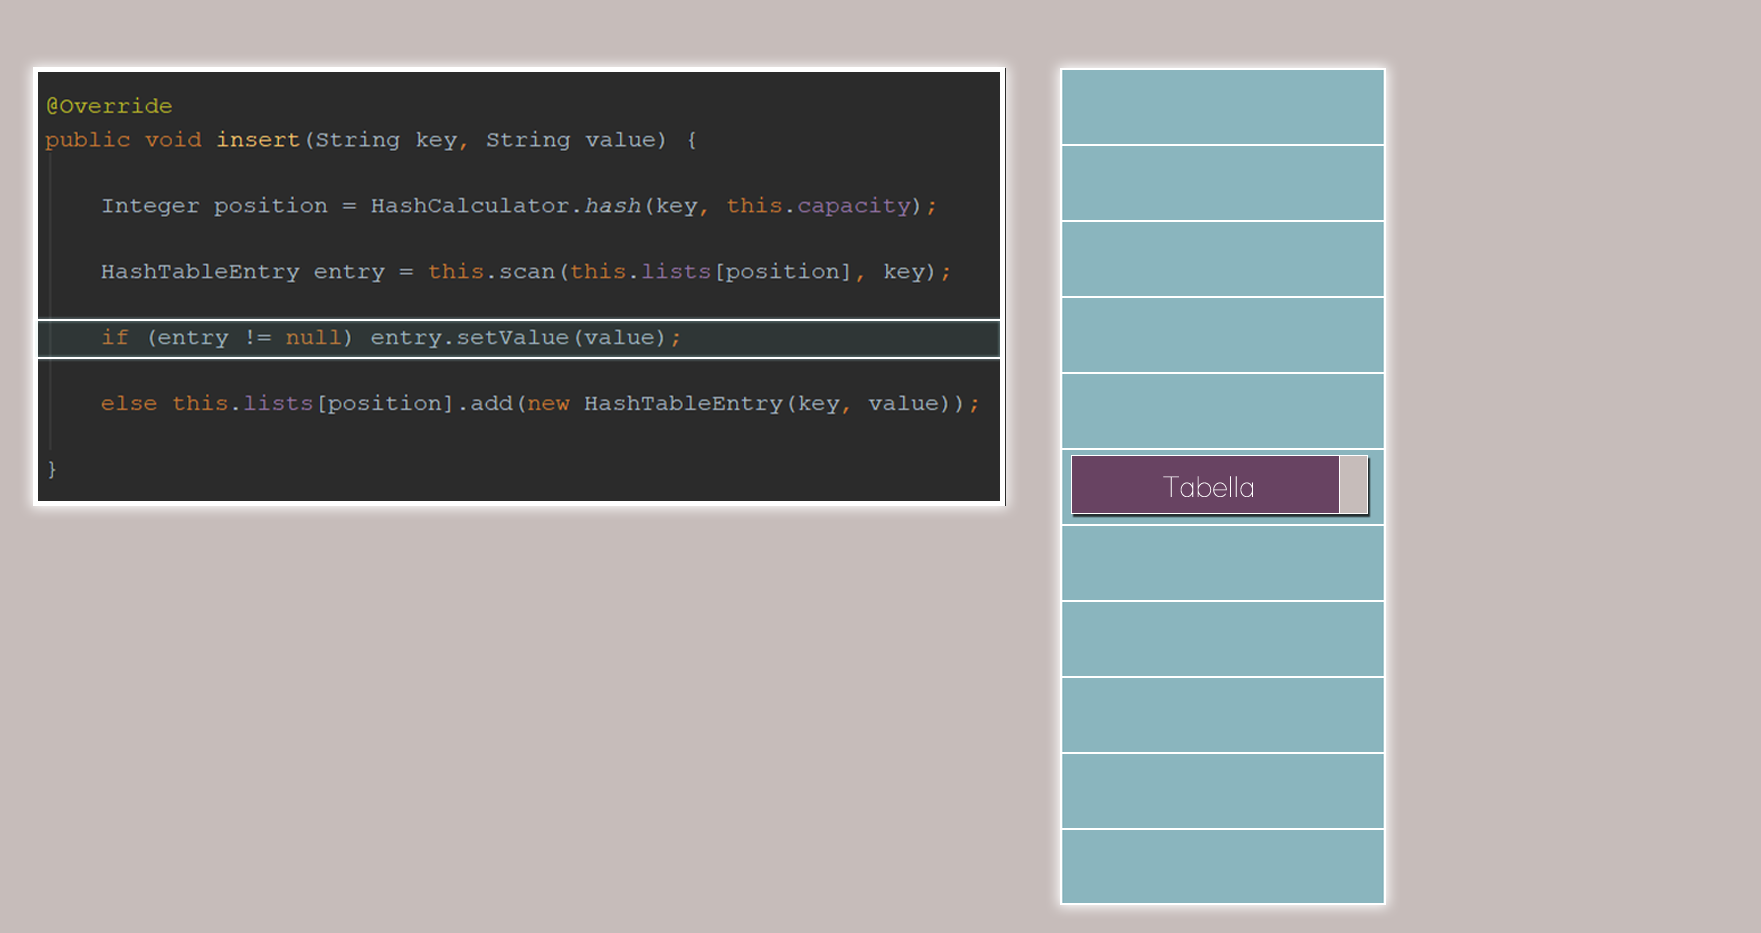 @Override
public void insert(String key, String value) {
Integer position = HashCalculator.hash(key, this.capacity);
HashTableEntry entry = this.scan(this.lists[position], key);
if (entry != null) entry.setValue(value);
else this.lists[position].add(new HashTableEntry(key, value));
}
Tabella